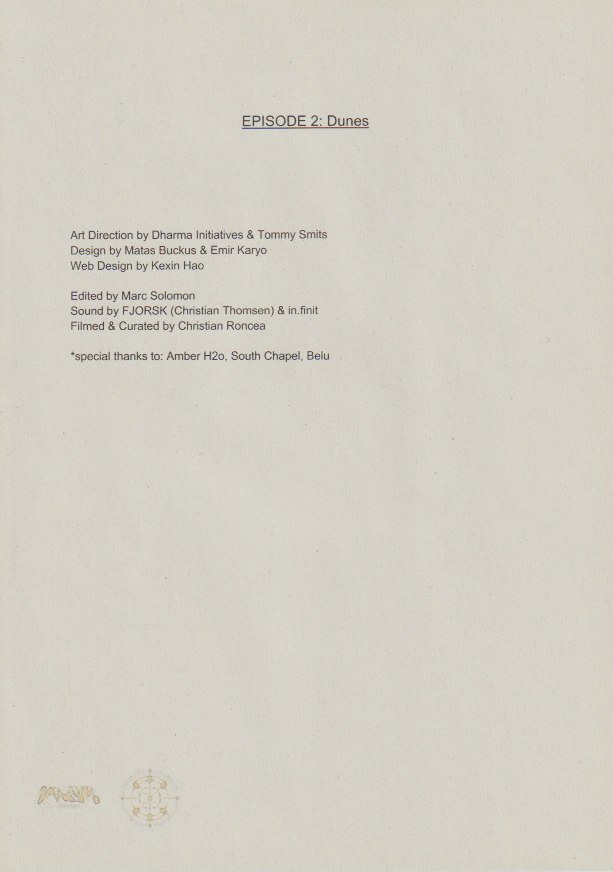 EPISODE 2: Dunes
Art Direction by Dharma Initiatives & Tommy Smits
Design by Matas Buckus & Emir Karyo
Web Design by Kexin Hao
Edited by Marc Solomon
Sound by FJORSK (Christian Thomsen) & in.finit
Filmed & Curated by Christian Roncea
*special thanks to: Amber H2o, South Chapel, Belu